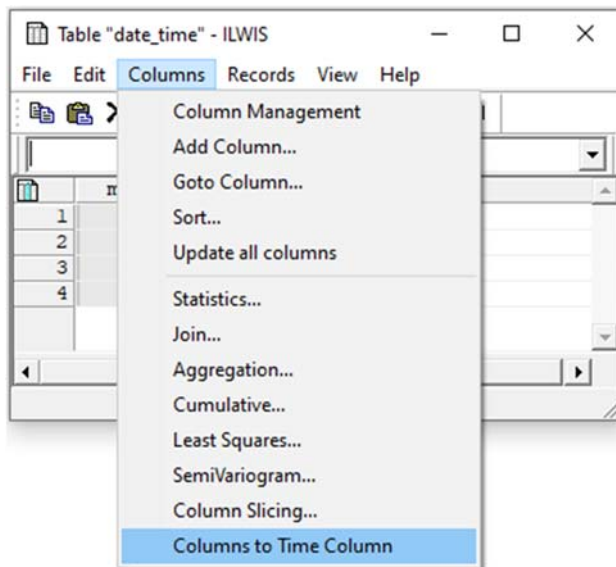 Table "date_time" - ILWIS
File Edit Columns Records View Help
Column Management
Add Column...
Goto Column...
Sort...
Update all columns
Statistics...
Join...
Aggregation...
Cumulative...
Least Squares...
SemiVariogram...
Column Slicing...
Columns to Time Column
1
2
3
4